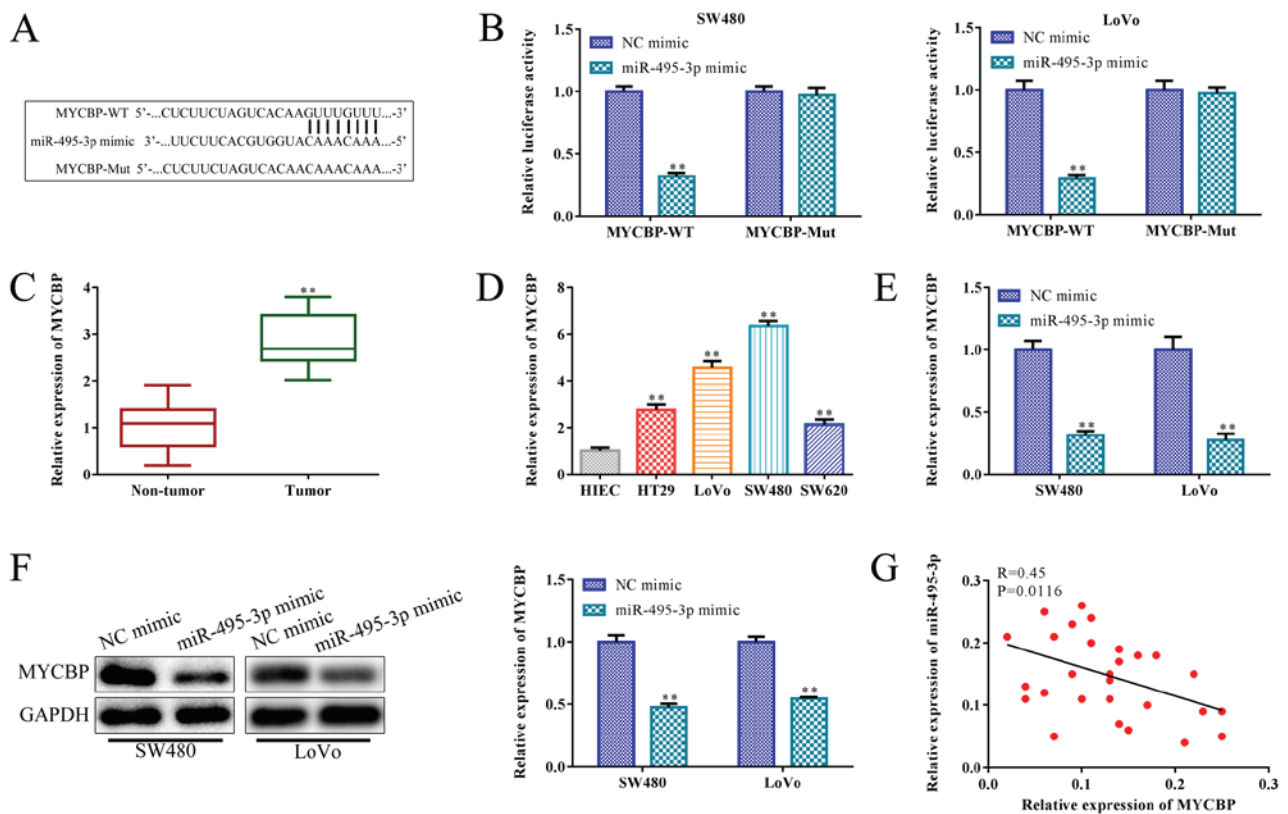 A
MYCBP-WT 5’-...CUCUUCUAGUCACAAGUUUGUUU...-3’
miR-495-3p mimic 3’-...UUCUUCACGUGGUACAAACAAA...-5’
MYCBP-Mut 5’-...CUCUUCUAGUCACAACAAACAAA...-3’
B
SW480
NC mimic
miR-495-3p mimic
Relative luciferase activity
1.5
1.0
0.5
0.0
**
MYCBP-WT MYCBP-Mut
LoVo
NC mimic
miR-495-3p mimic
Relative luciferase activity
1.5
1.0
0.5
0.0
**
MYCBP-WT MYCBP-Mut
C
Relative expression of MYCBP
4
3
2
1
0
**
Non-tumor Tumor
D
Relative expression of MYCBP
8
6
4
2
0
** ** ** **
HIEC HT29 LoVo SW480 SW620
E
NC mimic
miR-495-3p mimic
Relative expression of MYCBP
1.5
1.0
0.5
0.0
** **
SW480 LoVo
F
NC mimic miR-495-3p mimic NC mimic miR-495-3p mimic
MYCBP
GAPDH
SW480 LoVo
NC mimic
miR-495-3p mimic
Relative expression of MYCBP
1.5
1.0
0.5
0.0
** **
SW480 LoVo
G
R=0.45
P=0.0116
Relative expression of miR-495-3p
0.3
0.2
0.1
0.0
0.0 0.1 0.2 0.3
Relative expression of MYCBP